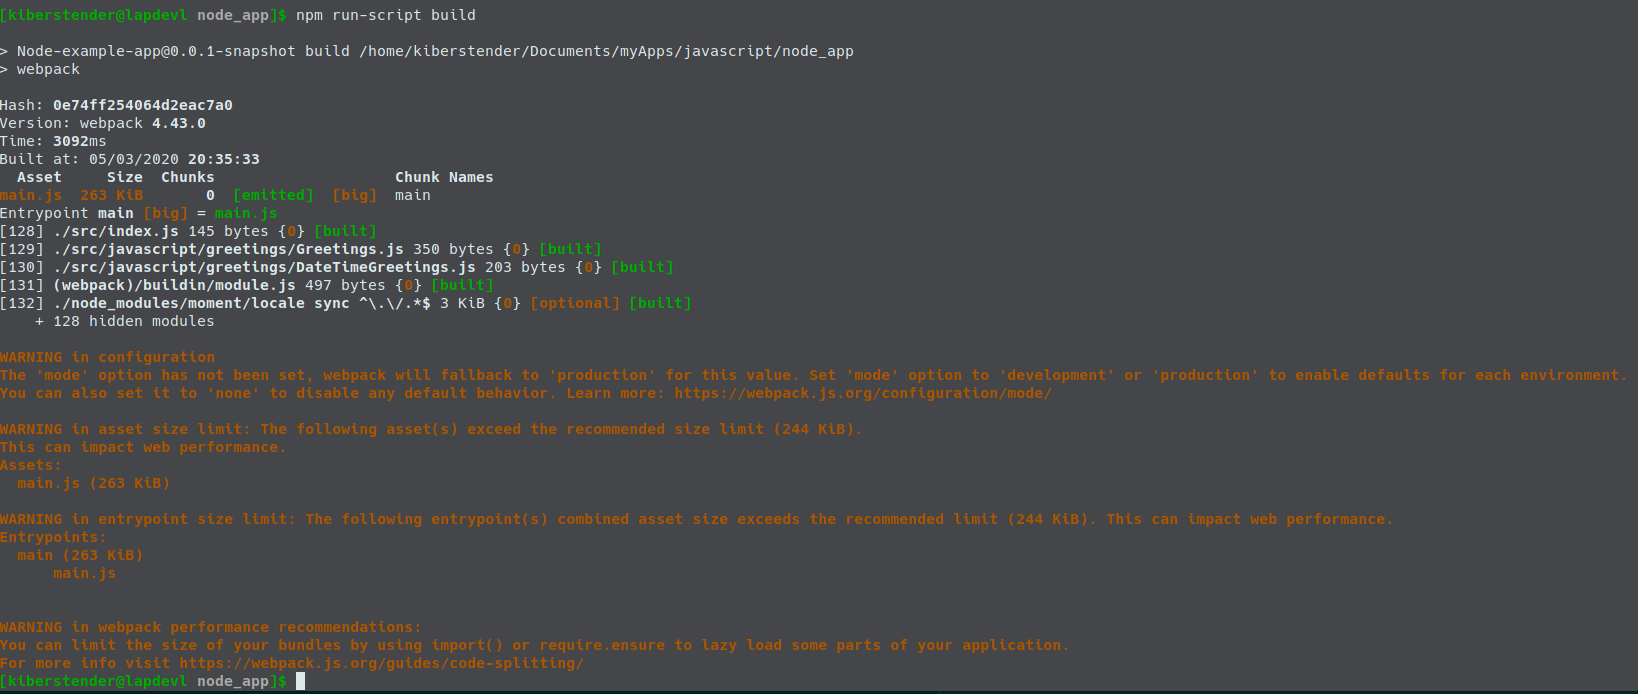 [kiberstender@lapdevl node_app]$ npm run-script build
> Node-example-app@0.0.1-snapshot build /home/kiberstender/Documents/myApps/javascript/node_app
> webpack
Hash: 0e74ff254064d2eac7a0
Version: webpack 4.43.0
Time: 3092ms
Built at: 05/03/2020 20:35:33
Asset Size Chunks Chunk Names
main.js 263 KiB 0 [emitted] [big] main
Entrypoint main [big] = main.js
[128] ./src/index.js 145 bytes {0} [built]
[129] ./src/javascript/greetings/Greetings.js 350 bytes {0} [built]
[130] ./src/javascript/greetings/DateTimeGreetings.js 203 bytes {0} [built]
[131] (webpack)/buildin/module.js 497 bytes {0} [built]
[132] ./node_modules/moment/locale sync ^\.\/.*$ 3 KiB {0} [optional] [built]
+ 128 hidden modules
WARNING in configuration
The 'mode' option has not been set, webpack will fallback to 'production' for this value. Set 'mode' option to 'development' or 'production' to enable defaults for each environment.
You can also set it to 'none' to disable any default behavior. Learn more: https://webpack.js.org/configuration/mode/
WARNING in asset size limit: The following asset(s) exceed the recommended size limit (244 KiB).
This can impact web performance.
Assets:
main.js (263 KiB)
WARNING in entrypoint size limit: The following entrypoint(s) combined asset size exceeds the recommended limit (244 KiB). This can impact web performance.
Entrypoints:
main (263 KiB)
main.js
WARNING in webpack performance recommendations:
You can limit the size of your bundles by using import() or require.ensure to lazy load some parts of your application.
For more info visit https://webpack.js.org/guides/code-splitting/
[kiberstender@lapdevl node_app]$